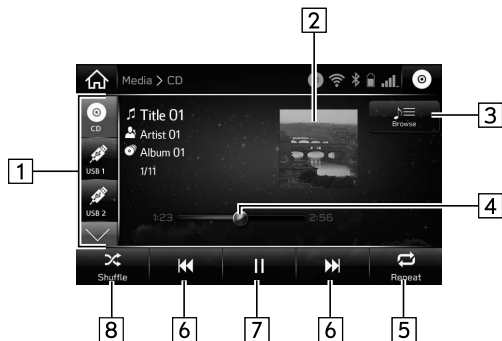 2
Media > CD
CD
Title 01
Artist 01
Album 01
1/11
Browse
3
1
USB 1
USB 2
1:23
2:56
4
Shuffle
Repeat
8
6
7
6
5